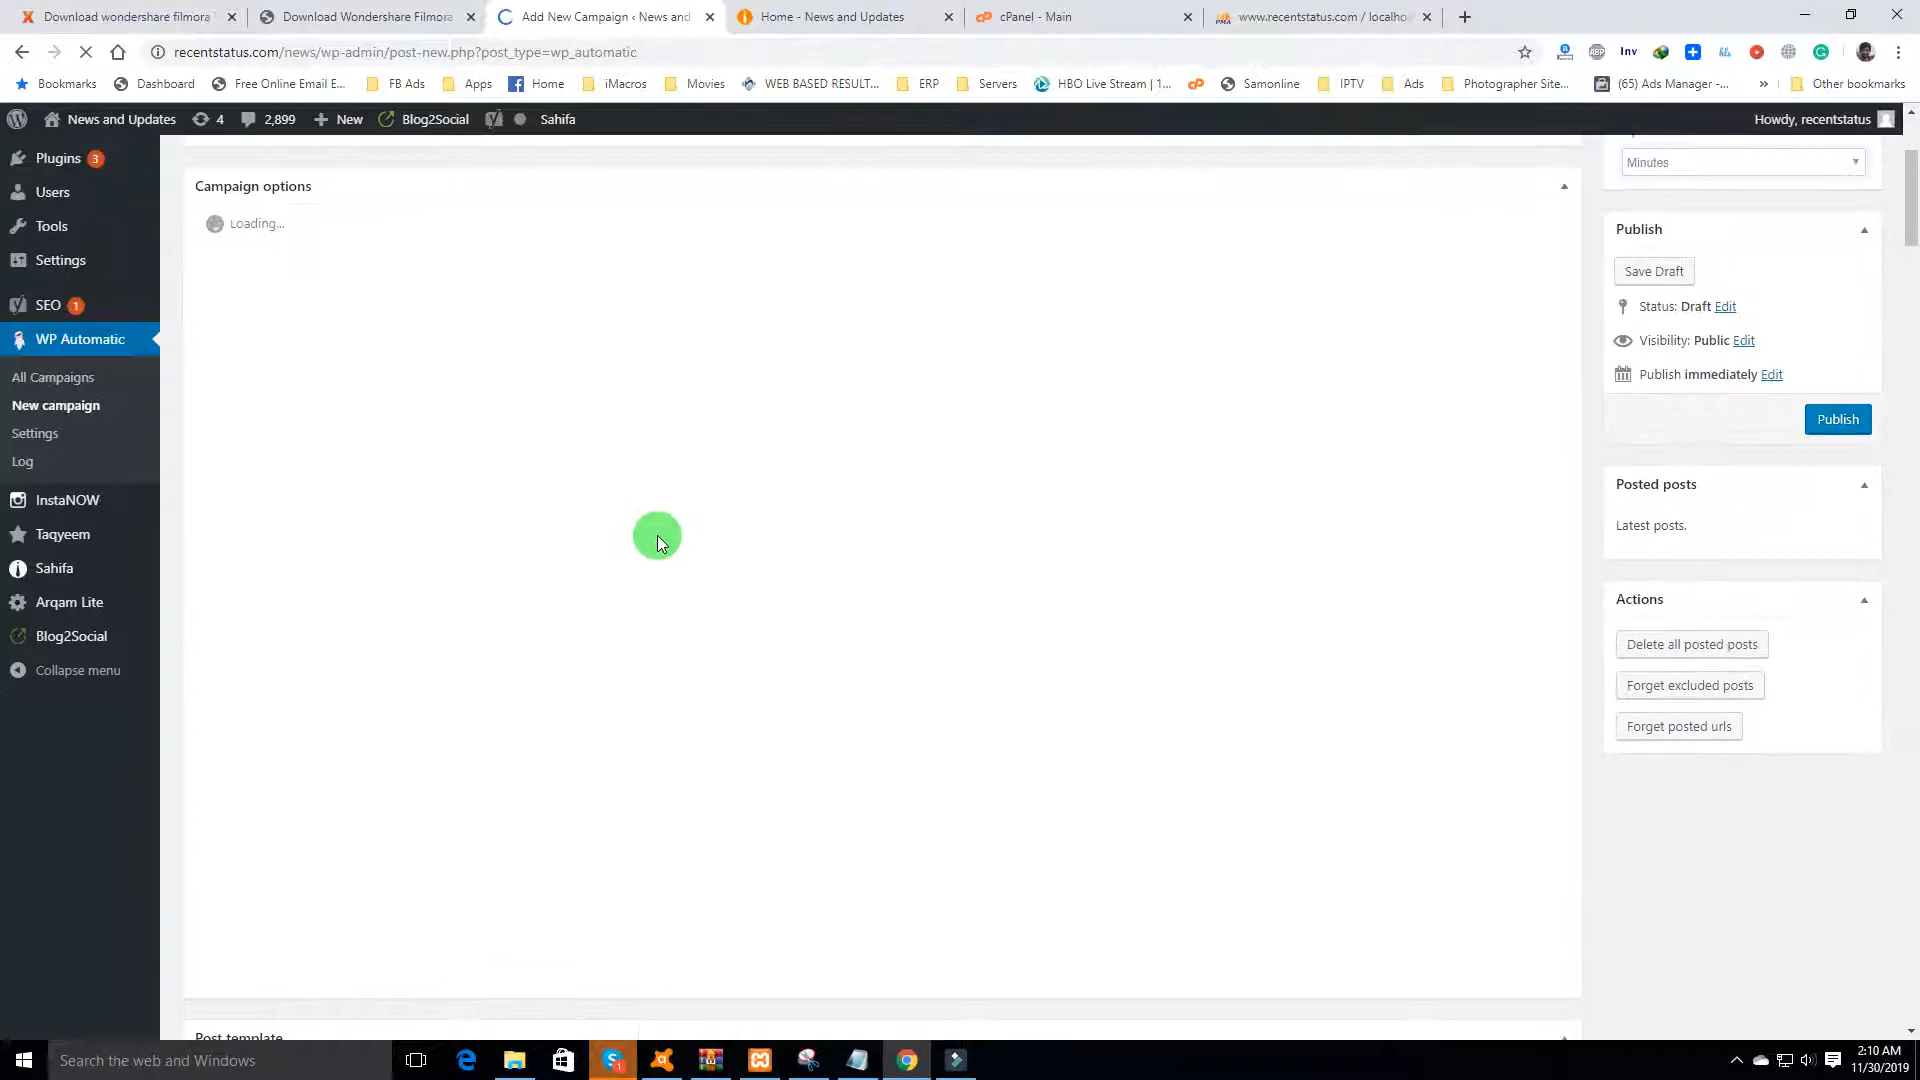 Download wondershare filmora
Download Wondershare Filmora
Add New Campaign ‹ News and
Home - News and Updates
cPanel - Main
www.recentstatus.com / localho
recentstatus.com/news/wp-admin/post-new.php?post_type=wp_automatic
Bookmarks
Dashboard
Free Online Email E...
FB Ads
Apps
Home
iMacros
Movies
WEB BASED RESULT...
ERP
Servers
HBO Live Stream | 1...
Samonline
IPTV
Ads
Photographer Site...
(65) Ads Manager -...
»
Other bookmarks
News and Updates
4
2,899
New
Blog2Social
Sahifa
Howdy, recentstatus
Plugins 3
Users
Tools
Settings
SEO 1
WP Automatic
All Campaigns
New campaign
Settings
Log
InstaNOW
Taqyeem
Sahifa
Arqam Lite
Blog2Social
Collapse menu
Campaign options
Loading...
Post template
Minutes
Publish
Save Draft
Status: Draft Edit
Visibility: Public Edit
Publish immediately Edit
Publish
Posted posts
Latest posts.
Actions
Delete all posted posts
Forget excluded posts
Forget posted urls
Search the web and Windows
2:10 AM
11/30/2019